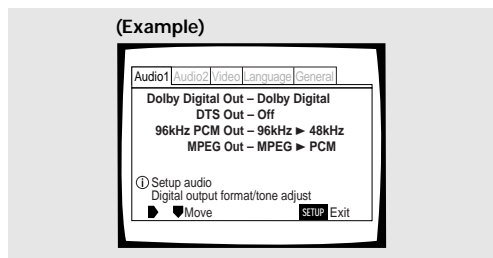 (Example)
Audio1 Audio2 Video Language General
Dolby Digital Out – Dolby Digital
DTS Out – Off
96kHz PCM Out – 96kHz ► 48kHz
MPEG Out – MPEG ► PCM
ⓘ Setup audio
Digital output format/tone adjust
Move SETUP Exit